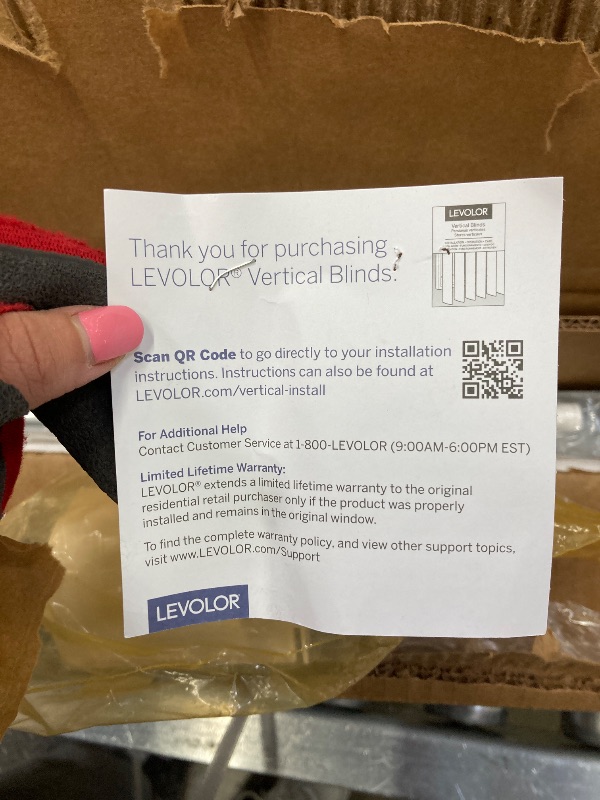 Thank you for purchasing
LEVOLOR® Vertical Blinds.
LEVOLOR
Vertical Blinds
Scan QR Code to go directly to your installation
instructions. Instructions can also be found at
LEVOLOR.com/vertical-install
For Additional Help
Contact Customer Service at 1-800-LEVOLOR (9:00AM-6:00PM EST)
Limited Lifetime Warranty:
LEVOLOR® extends a limited lifetime warranty to the original
residential retail purchaser only if the product was properly
installed and remains in the original window.
To find the complete warranty policy, and view other support topics,
visit www.LEVOLOR.com/Support
LEVOLOR